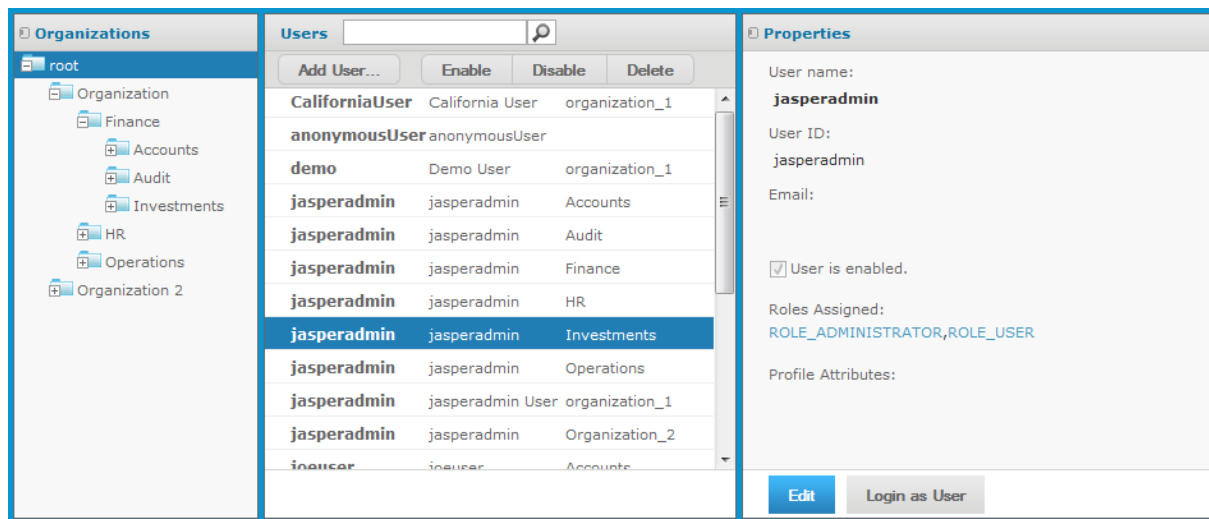 Organizations
root
Organization
Finance
Accounts
Audit
Investments
HR
Operations
Organization 2
Users
Add User... Enable Disable Delete
CaliforniaUser California User organization_1
anonymousUser anonymousUser
demo Demo User organization_1
jasperadmin jasperadmin Accounts
jasperadmin jasperadmin Audit
jasperadmin jasperadmin Finance
jasperadmin jasperadmin HR
jasperadmin jasperadmin Investments
jasperadmin jasperadmin Operations
jasperadmin jasperadmin User organization_1
jasperadmin jasperadmin Organization_2
joeuser joeuser Accounts
Properties
User name:
jasperadmin
User ID:
jasperadmin
Email:
User is enabled.
Roles Assigned:
ROLE_ADMINISTRATOR,ROLE_USER
Profile Attributes:
Edit Login as User